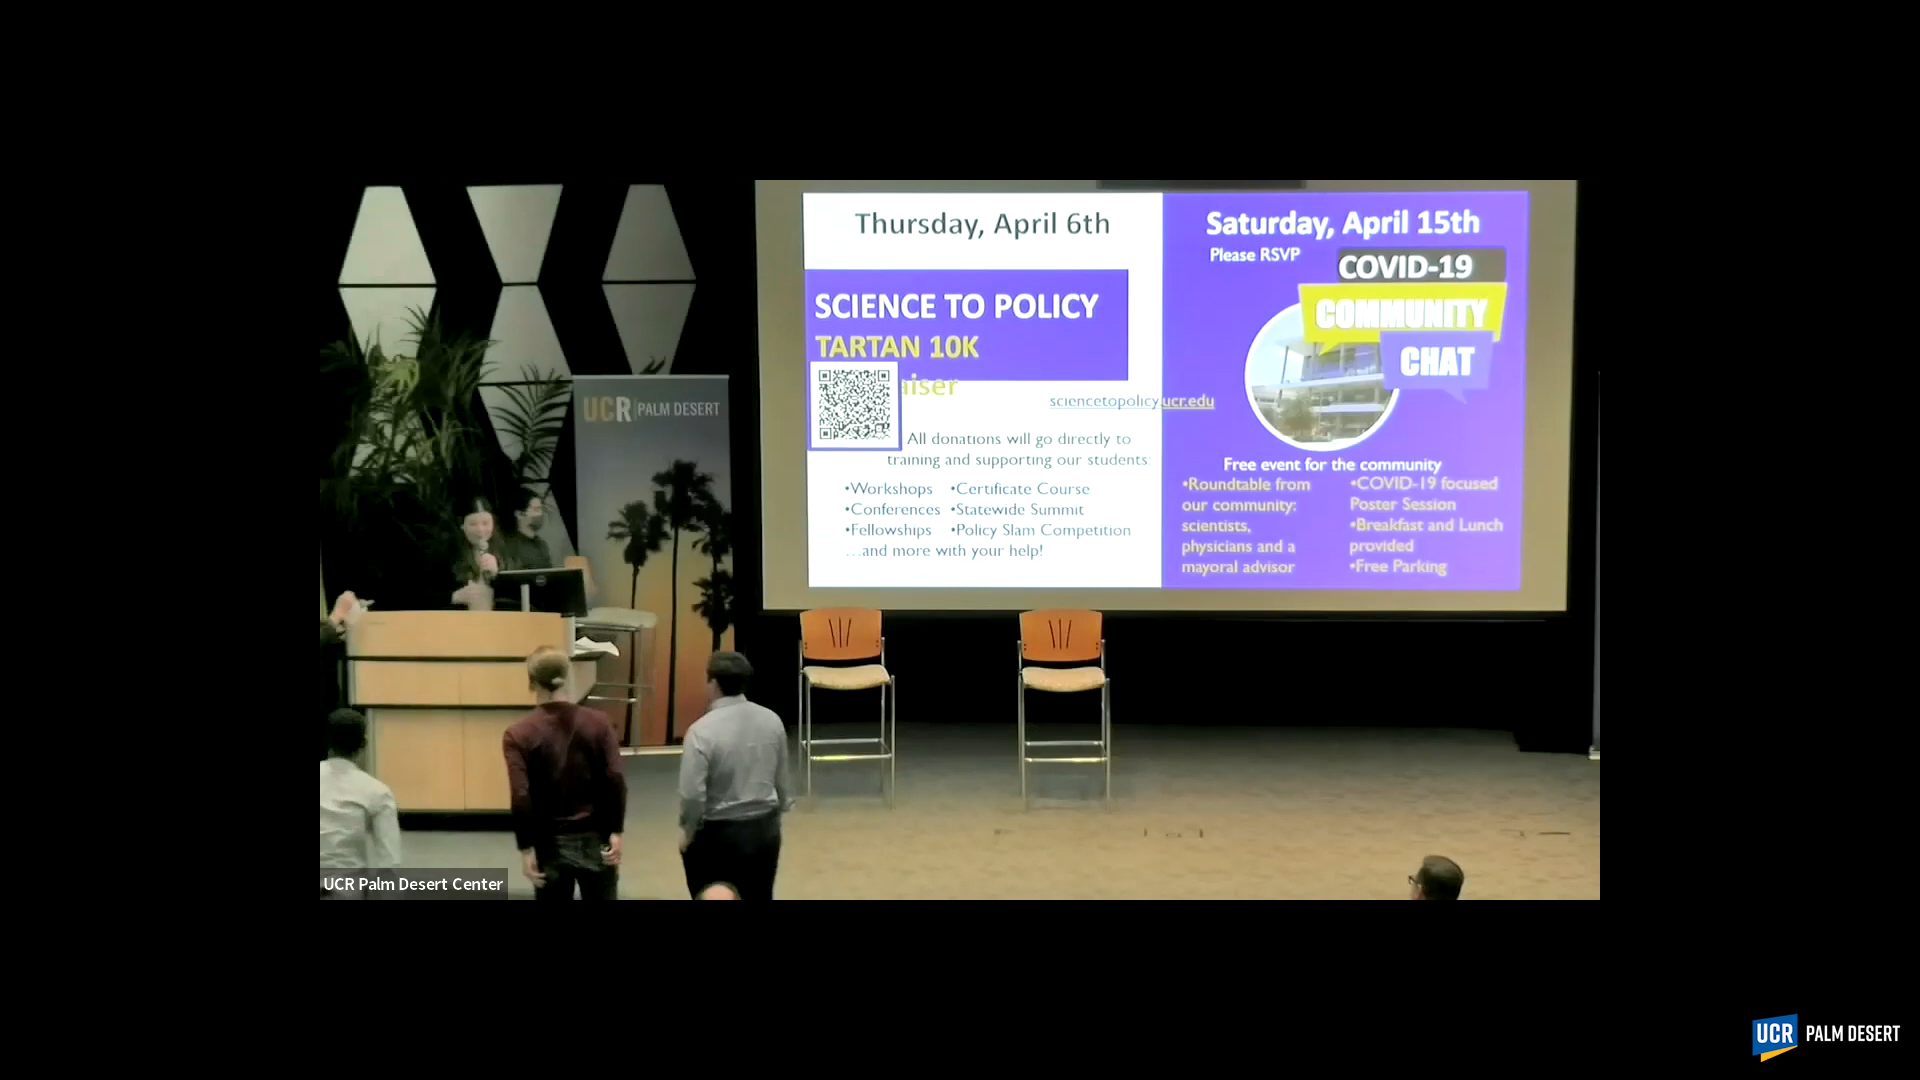 Thursday, April 6th
SCIENCE TO POLICY
TARTAN 10K
aiser
sciencetopolicy.ucr.edu
All donations will go directly to
training and supporting our students:
•Workshops •Certificate Course
•Conferences •Statewide Summit
•Fellowships •Policy Slam Competition
...and more with your help!
Saturday, April 15th
Please RSVP
COVID-19
COMMUNITY
CHAT
Free event for the community
•Roundtable from
our community:
scientists,
physicians and a
mayoral advisor
•COVID-19 focused
Poster Session
•Breakfast and Lunch
provided
•Free Parking
UCR PALM DESERT
UCR Palm Desert Center
UCR PALM DESERT